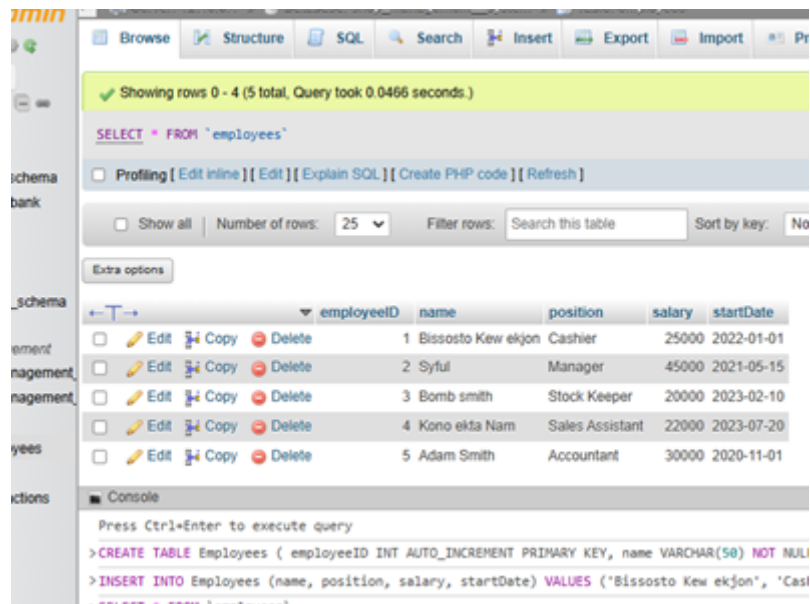 Browse Structure SQL Search Insert Export Import
Showing rows 0 - 4 (5 total, Query took 0.0466 seconds.)
SELECT * FROM `employees`
schema
Profiling [ Edit inline ] [ Edit ] [ Explain SQL ] [ Create PHP code ] [ Refresh ]
bank
Show all | Number of rows: 25 Filter rows: Search this table Sort by key: No
Extra options
_schema
employeeID name position salary startDate
Edit Copy Delete 1 Bissosto Kew ekjon Cashier 25000 2022-01-01
ement
nagement_
Edit Copy Delete 2 Syful Manager 45000 2021-05-15
nagement_
Edit Copy Delete 3 Bomb smith Stock Keeper 20000 2023-02-10
Edit Copy Delete 4 Kono ekta Nam Sales Assistant 22000 2023-07-20
yees
Edit Copy Delete 5 Adam Smith Accountant 30000 2020-11-01
ctions
Console
Press Ctrl+Enter to execute query
>CREATE TABLE Employees ( employeeID INT AUTO_INCREMENT PRIMARY KEY, name VARCHAR(50) NOT NULL
>INSERT INTO Employees (name, position, salary, startDate) VALUES ('Bissosto Kew ekjon', 'Cash